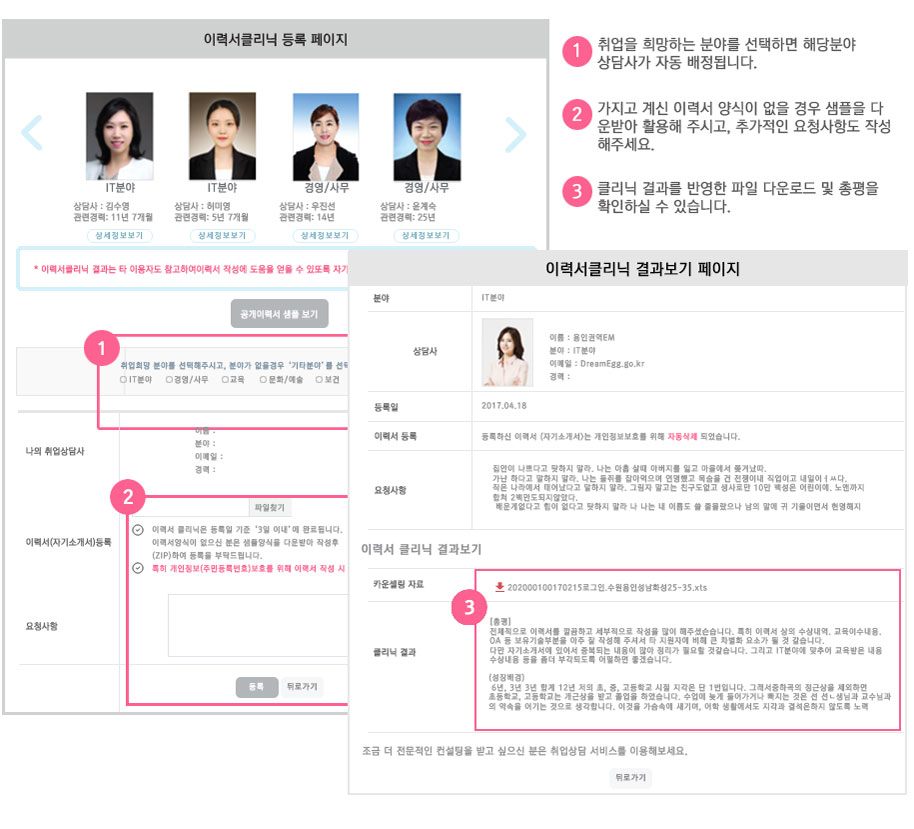 이력서클리닉 등록 페이지
IT분야
상담사 : 김수영
관련경력: 11년 7개월
상세정보보기
IT분야
상담사 : 허미영
관련경력: 5년 7개월
상세정보보기
경영/사무
상담사 : 우진선
관련경력: 14년
상세정보보기
경영/사무
상담사 : 윤계숙
관련경력: 25년
상세정보보기
* 이력서클리닉 결과는 타 이용자도 참고하여이력서 작성에 도움을 얻을 수 있또록 자기
공개이력서 샘플 보기
1
취업희망 분야를 선택해주시고, 분야가 없을경우 '기타분야'를 선택
IT분야 경영/사무 교육 문화/예술 보건
나의 취업상담사
이름 :
분야 :
이메일 :
경력 :
2
파일찾기
이력서(자기소개서)등록
이력서 클리닉은 등록일 기준 '3일 이내'에 완료됩니다.
이력서양식이 없으신 분은 샘플양식을 다운받아 작성후
(ZIP)하여 등록을 부탁드립니다.
특히 개인정보(주민등록번호)보호를 위해 이력서 작성 시
요청사항
등록 뒤로가기
1 취업을 희망하는 분야를 선택하면 해당분야
상담사가 자동 배정됩니다.
2 가지고 계신 이력서 양식이 없을 경우 샘플을 다
운받아 활용해 주시고, 추가적인 요청사항도 작성
해주세요.
3 클리닉 결과를 반영한 파일 다운로드 및 총평을
확인하실 수 있습니다.
이력서클리닉 결과보기 페이지
분야 IT분야
상담사
이름 : 용인권역EM
분야 : IT분야
이메일 : DreamEgg.go.kr
경력 :
등록일 2017.04.18
이력서 등록 등록하신 이력서 (자기소개서)는 개인정보보호를 위해 자동삭제 되었습니다.
요청사항
집안이 나쁘다고 탓하지 말라. 나는 아홉 살때 아버지를 잃고 마을에서 쫓겨났따.
가난 하다고 말하지 말라. 나는 들쥐를 잡아먹으며 연명했고 목숨을 건 전쟁이내 직업이고 내일이ㅕㅆ다.
작은 나라에서 태어났다고 말하지 말라. 그림자 말고는 친구도없고 병사로만 10만 백성은 어린이에. 노옌까지
합쳐 2백만도되지않았다.
배운게없다고 힘이 없다고 탓하지 말라 나 나는 내 이름도 쓸 줄몰랐으나 남의 말에 귀 기울이면서 현명해지
이력서 클리닉 결과보기
카운셀링 자료 202000100170215로그인.수원용인성남화성25-35.xts
3
클리닉 결과
[총평]
전체적으로 이력서를 깔끔하고 세부적으로 작성을 많이 해주셨습습니다. 특히 이력서 상의 수상내역. 교육이수내용.
OA 등 보유기술부분을 아주 잘 작성해 주셔서 타 지원자에 비해 큰 차별화 요소가 될 것 같습니다.
다만 자기소개서에 있어서 중복되는 내용이 많아 정리가 필요할 것같습니다. 그리고 IT분야에 맞추어 교육받은 내용
수상내용 등을 좀더 부각되도록 어떨하면 좋겠습니다.
(성장배경)
6년, 3년 3년 합계 12년 저의 초, 중, 고등학교 시절 지각은 단 1번입니다. 그래서중하곡의 정근상을 제외하면
초등학교, 고등학교는 개근상을 받고 졸업을 하였습니다. 수업에 늦게 들어가거나 빠지는 것은 선 선ㄴ생님과 교수님과
의 약속을 어기는 것으로 생각합니다. 이것을 가슴속에 새기며, 어학 생활에서도 지각과 결석은하지 않도록 노력
조금 더 전문적인 컨설팅을 받고 싶으신 분은 취업상담 서비스를 이용해보세요.
뒤로가기